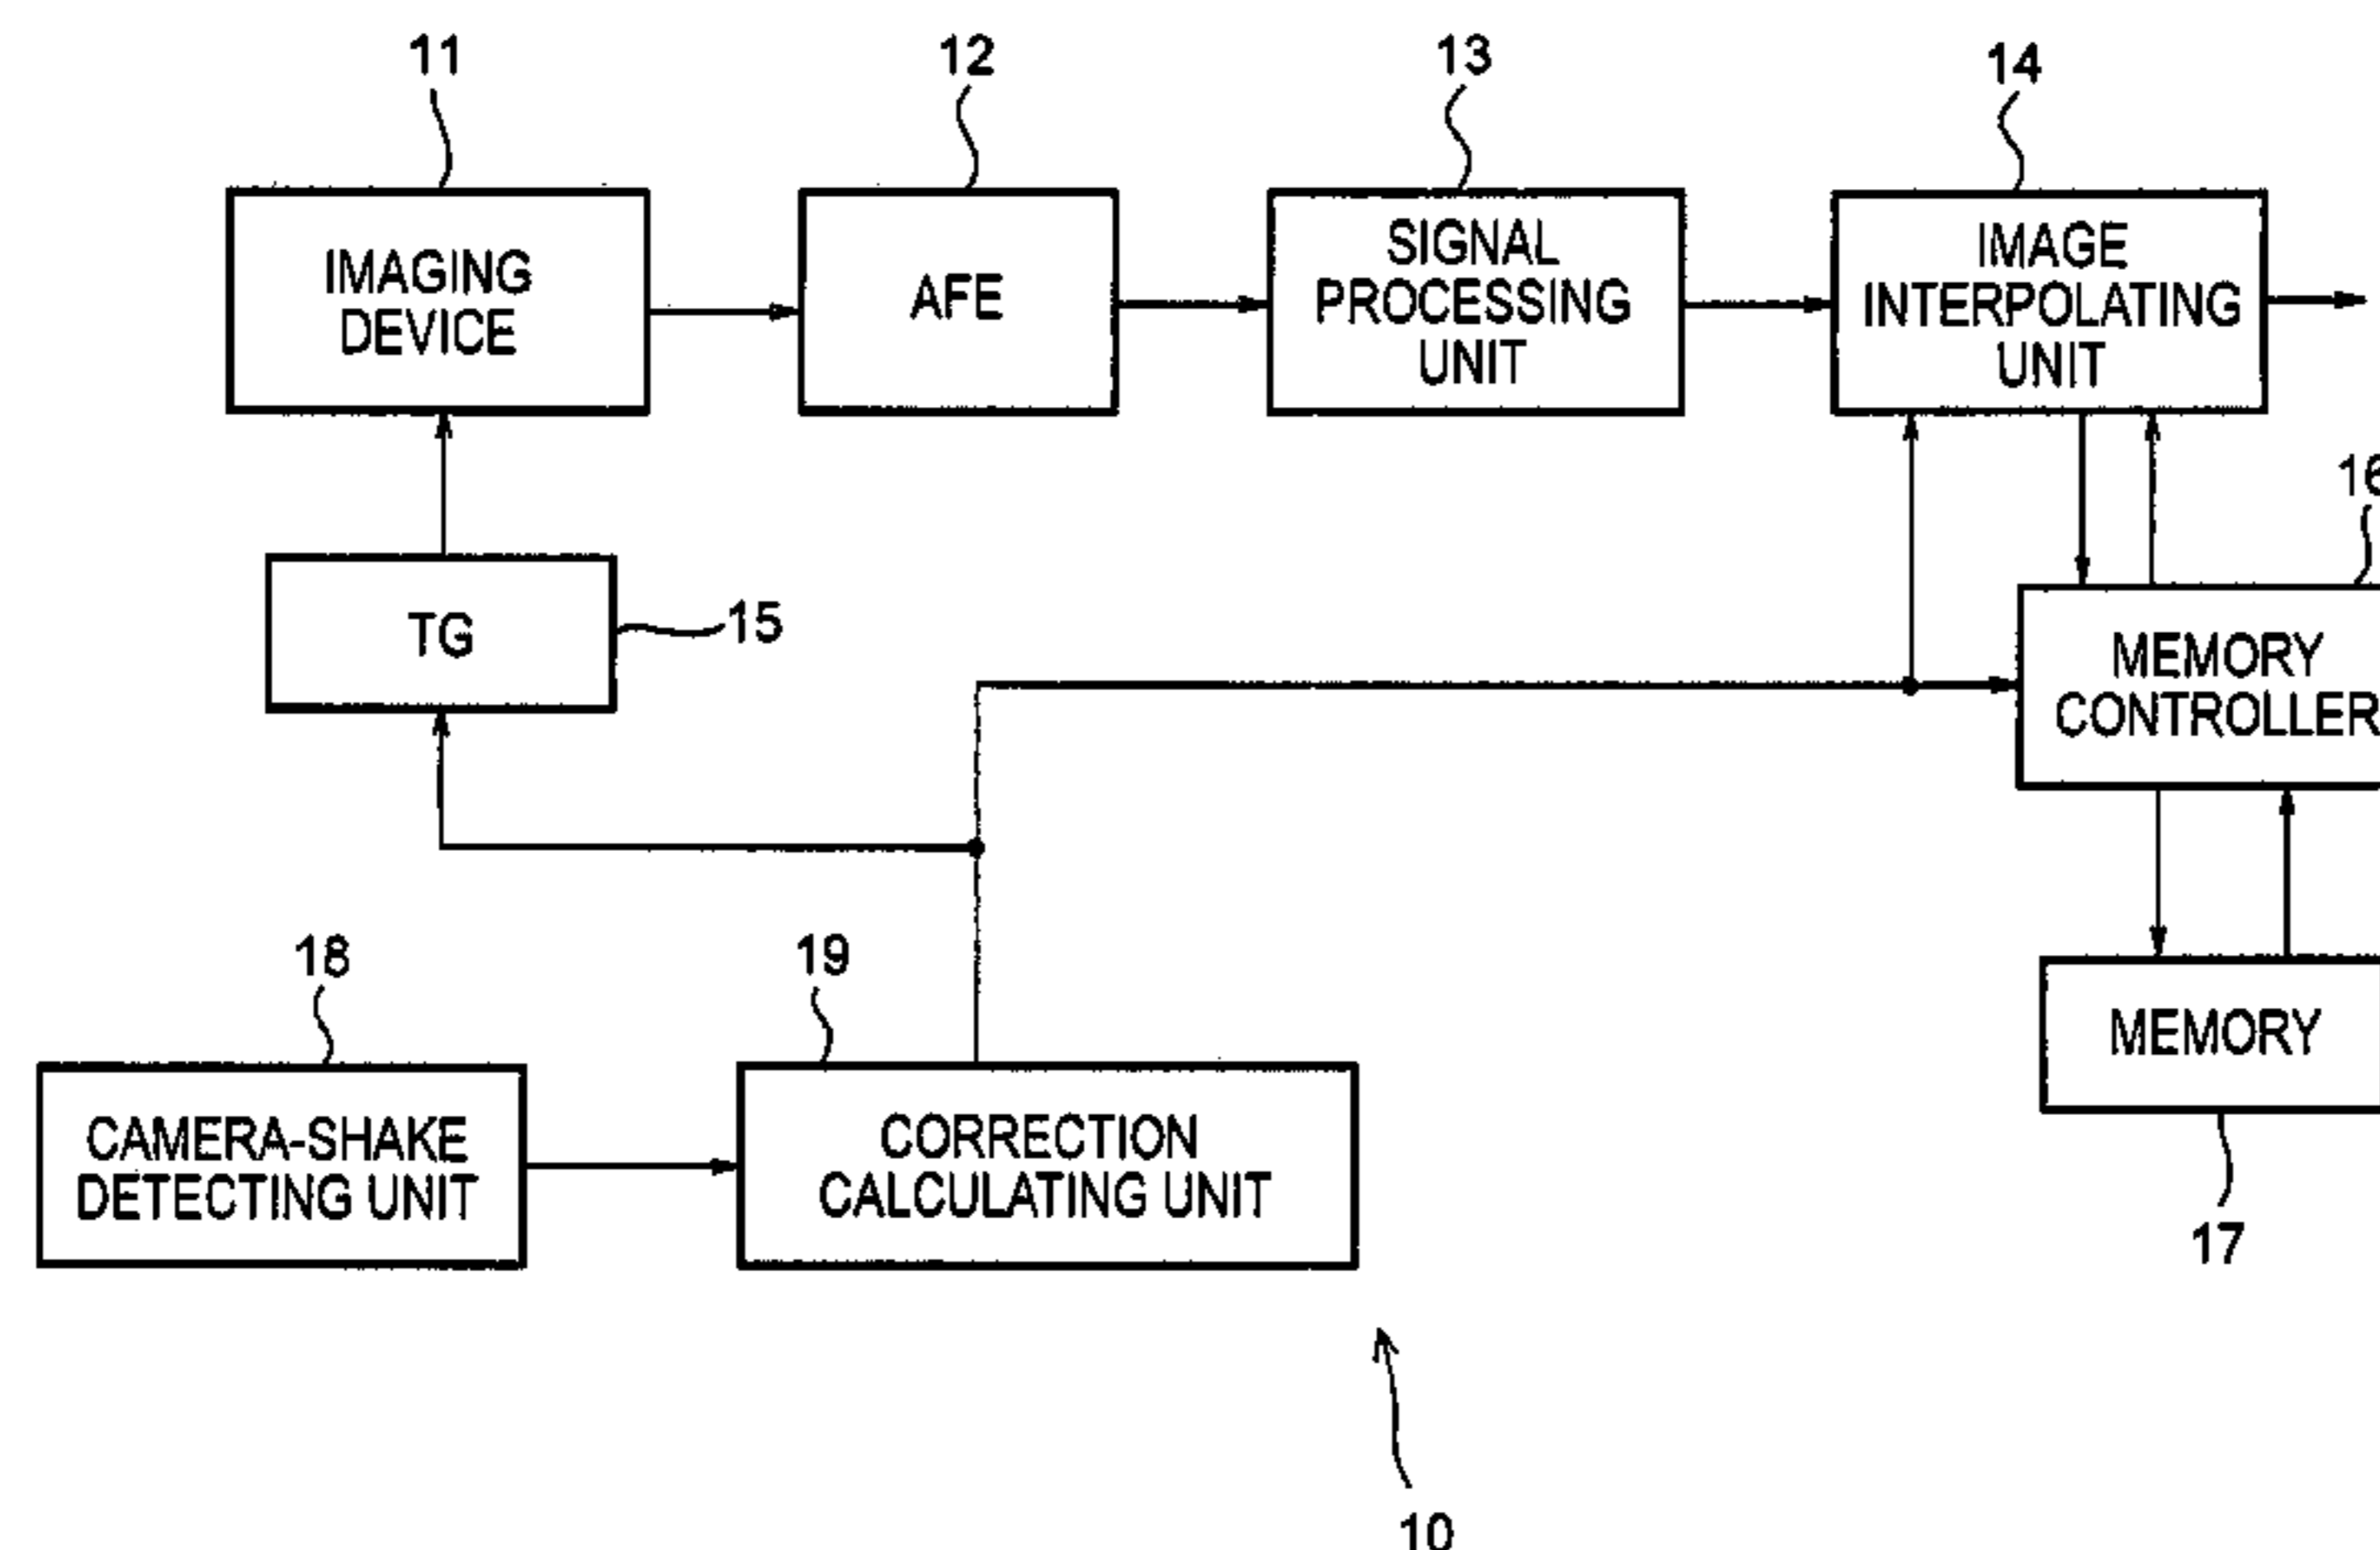 11
12
13
14
IMAGING
DEVICE
AFE
SIGNAL
PROCESSING
UNIT
IMAGE
INTERPOLATING
UNIT
16
TG
15
MEMORY
CONTROLLER
18
19
MEMORY
CAMERA-SHAKE
DETECTING UNIT
CORRECTION
CALCULATING UNIT
17
10